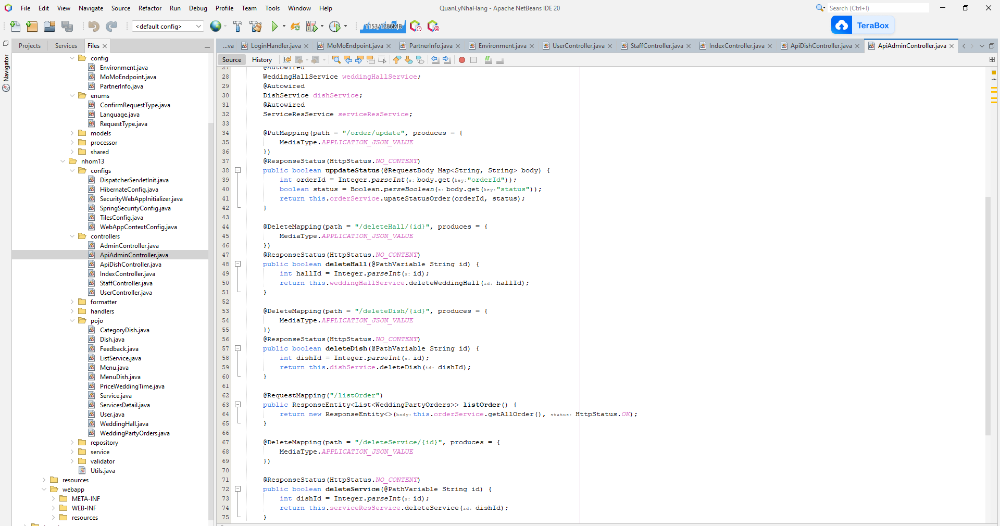 File Edit View Navigate Source Refactor Run Debug Profile Team Tools Window Help
QuanLyNhaHang - Apache NetBeans IDE 20
Search (Ctrl+I)
<default config>
1153/1286MB
TeraBox
Projects Services Files
...va LoginHandler.java MoMoEndpoint.java PartnerInfo.java Environment.java UserController.java StaffController.java IndexController.java ApiDishController.java ApiAdminController.java
Source History
Navigator
config
Environment.java
MoMoEndpoint.java
PartnerInfo.java
enums
ConfirmRequestType.java
Language.java
RequestType.java
models
processor
shared
nhom13
configs
DispatcherServletInit.java
HibernateConfig.java
SecurityWebAppInitializer.java
SpringSecurityConfig.java
TilesConfig.java
WebAppContextConfig.java
controllers
AdminController.java
ApiAdminController.java
ApiDishController.java
IndexController.java
StaffController.java
UserController.java
formatter
handlers
pojo
CategoryDish.java
Dish.java
Feedback.java
ListService.java
Menu.java
MenuDish.java
PriceWeddingTime.java
Service.java
ServicesDetail.java
User.java
WeddingHall.java
WeddingPartyOrders.java
repository
service
validator
Utils.java
resources
webapp
META-INF
WEB-INF
resources
27 @Autowired
28 WeddingHallService weddingHallService;
29 @Autowired
30 DishService dishService;
31 @Autowired
32 ServiceResService serviceResService;
33
34 @PutMapping(path = "/order/update", produces = {
35 MediaType.APPLICATION_JSON_VALUE
36 })
37 @ResponseStatus(HttpStatus.NO_CONTENT)
38 public boolean uppdateStatus(@RequestBody Map<String, String> body) {
39 int orderId = Integer.parseInt(s: body.get(key:"orderId"));
40 boolean status = Boolean.parseBoolean(s: body.get(key:"status"));
41 return this.orderService.upateStatusOrder(orderId, status);
42 }
43
44 @DeleteMapping(path = "/deleteHall/{id}", produces = {
45 MediaType.APPLICATION_JSON_VALUE
46 })
47 @ResponseStatus(HttpStatus.NO_CONTENT)
48 public boolean deleteHall(@PathVariable String id) {
49 int hallId = Integer.parseInt(s: id);
50 return this.weddingHallService.deleteWeddingHall(id: hallId);
51 }
52
53 @DeleteMapping(path = "/deleteDish/{id}", produces = {
54 MediaType.APPLICATION_JSON_VALUE
55 })
56 @ResponseStatus(HttpStatus.NO_CONTENT)
57 public boolean deleteDish(@PathVariable String id) {
58 int dishId = Integer.parseInt(s: id);
59 return this.dishService.deleteDish(id: dishId);
60 }
61
62 @RequestMapping("/listOrder")
63 public ResponseEntity<List<WeddingPartyOrders>> listOrder() {
64 return new ResponseEntity<>(body: this.orderService.getAllOrder(), status: HttpStatus.OK);
65 }
66
67 @DeleteMapping(path = "/deleteService/{id}", produces = {
68 MediaType.APPLICATION_JSON_VALUE
69 })
70
71 @ResponseStatus(HttpStatus.NO_CONTENT)
72 public boolean deleteService(@PathVariable String id) {
73 int dishId = Integer.parseInt(s: id);
74 return this.serviceResService.deleteService(id: dishId);
75 }